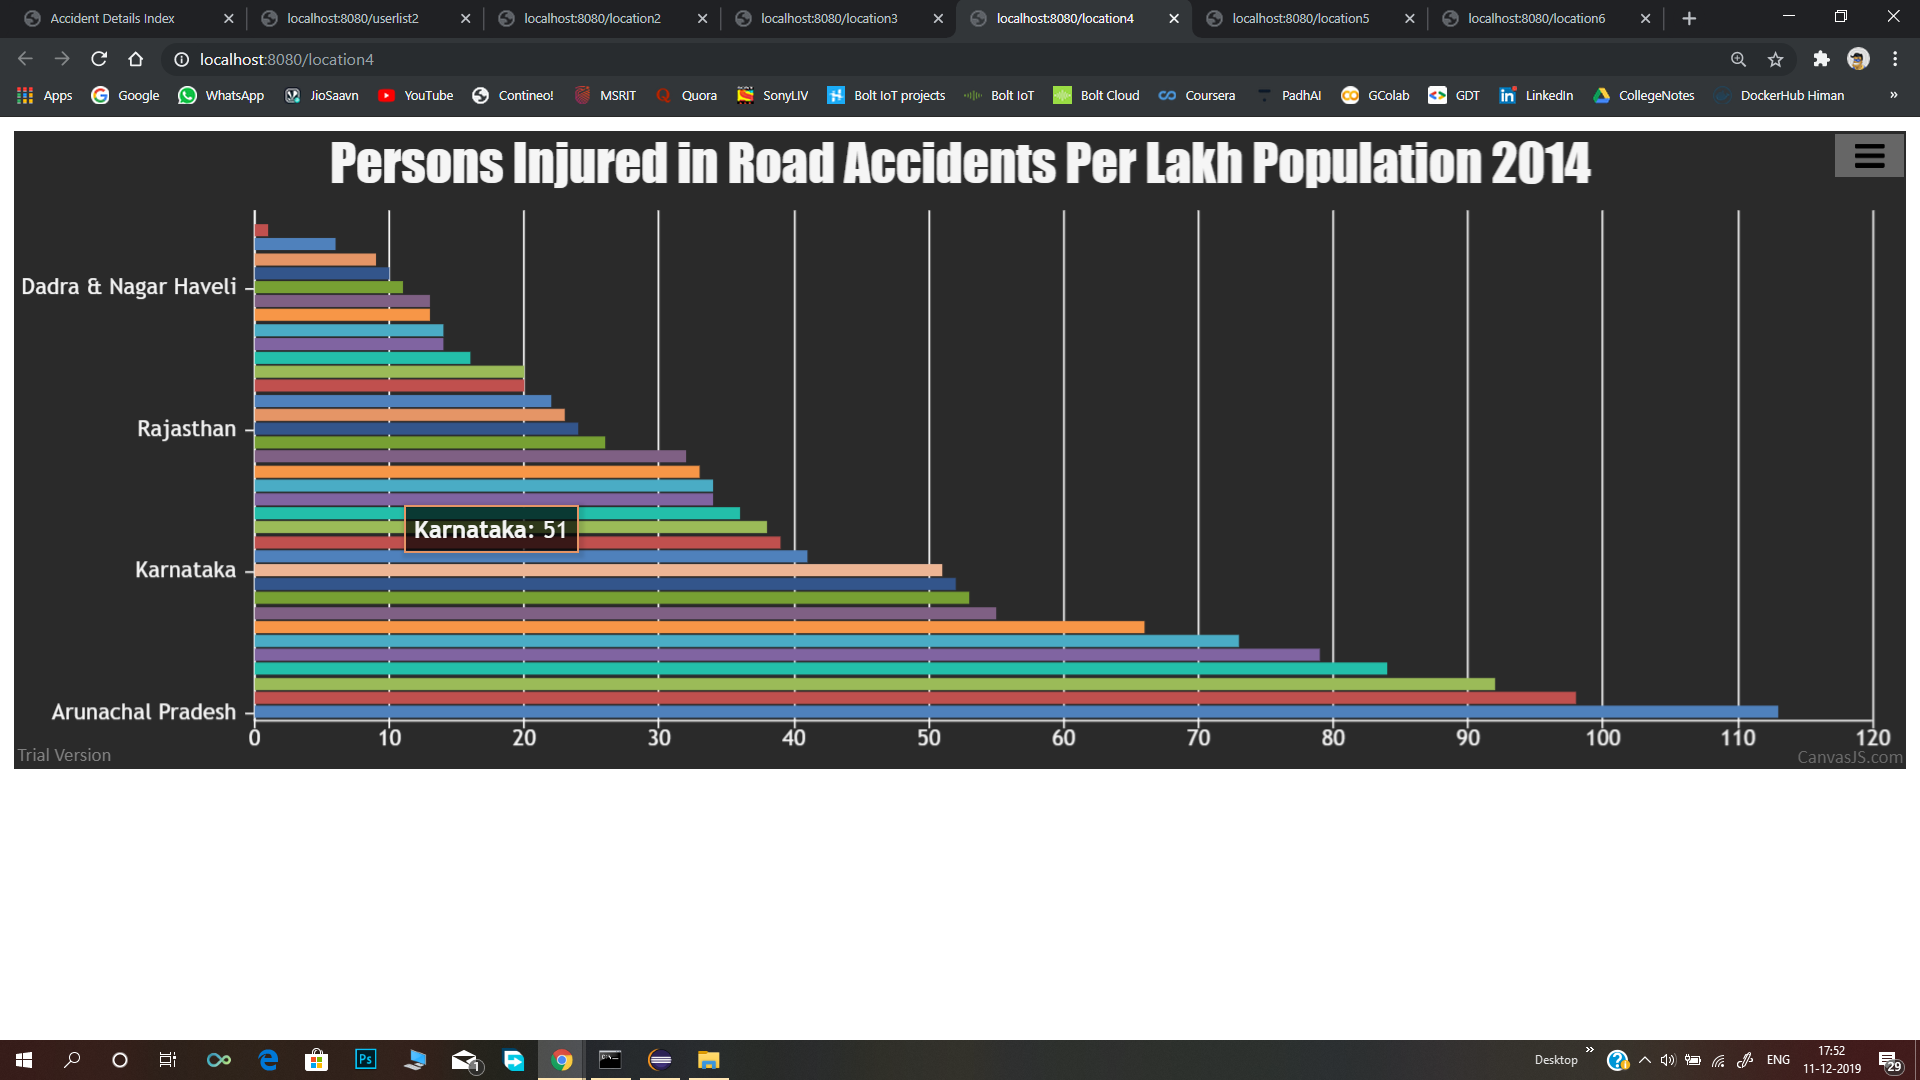 Accident Details Index
localhost:8080/userlist2
localhost:8080/location2
localhost:8080/location3
localhost:8080/location4
localhost:8080/location5
localhost:8080/location6
localhost:8080/location4
Apps
Google
WhatsApp
JioSaavn
YouTube
Contineo!
MSRIT
Quora
SonyLIV
Bolt IoT projects
Bolt IoT
Bolt Cloud
Coursera
PadhAI
GColab
GDT
LinkedIn
CollegeNotes
DockerHub Himan
»
Persons Injured in Road Accidents Per Lakh Population 2014
Dadra & Nagar Haveli
Rajasthan
Karnataka: 51
Karnataka
Arunachal Pradesh
0 10 20 30 40 50 60 70 80 90 100 110 120
Trial Version
CanvasJS.com
Ps
1
Desktop
»
ENG
17:52
11-12-2019
29